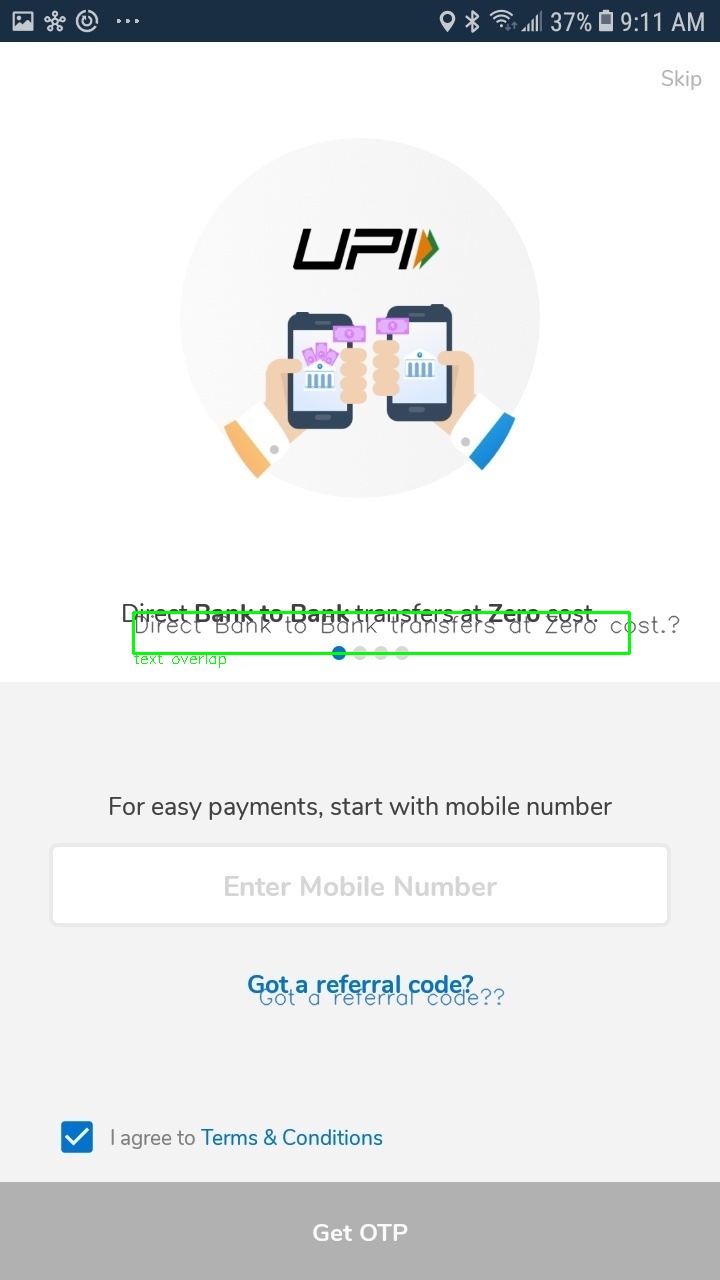 37% 9:11 AM
Skip
UPI
Direct Bank to Bank transfers at Zero cost.
Direct Bank to Bank transfers at Zero cost.?
text overlap
For easy payments, start with mobile number
Enter Mobile Number
Got a referral code?
Got a referral code??
I agree to Terms & Conditions
Get OTP